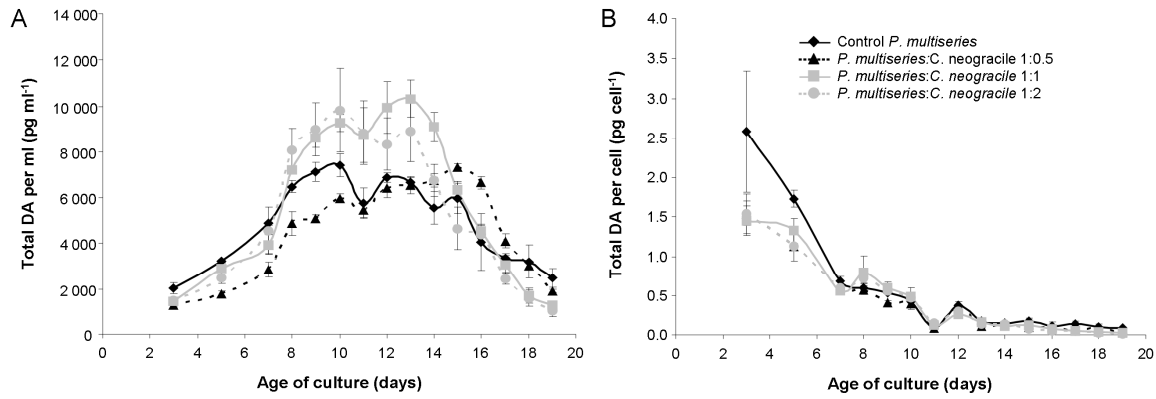 A
Total DA per ml (pg ml-1)
14 000
12 000
10 000
8 000
6 000
4 000
2 000
0
0 2 4 6 8 10 12 14 16 18 20
Age of culture (days)
B
Total DA per cell (pg cell-1)
4.0
3.5
3.0
2.5
2.0
1.5
1.0
0.5
0.0
0 2 4 6 8 10 12 14 16 18 20
Age of culture (days)
Control P. multiseries
P. multiseries:C. neogracile 1:0.5
P. multiseries:C. neogracile 1:1
P. multiseries:C. neogracile 1:2